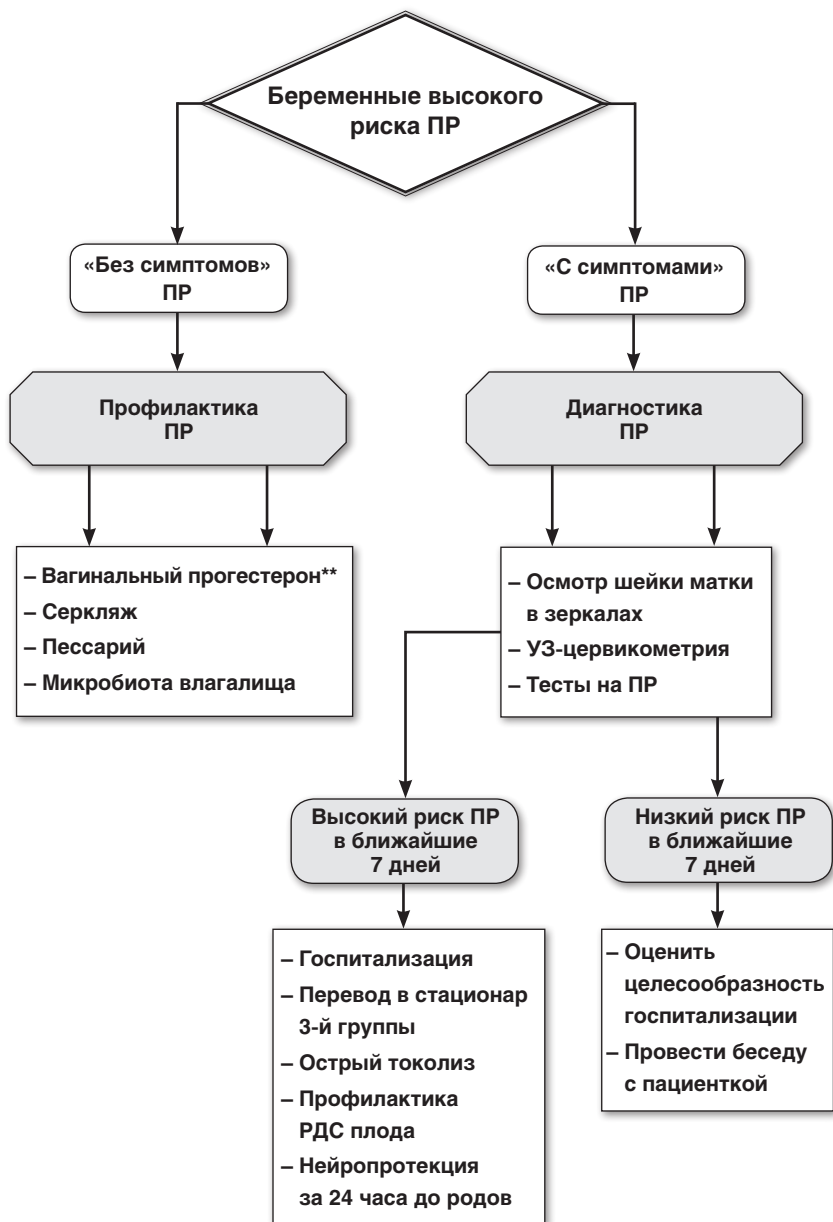 Беременные высокого
риска ПР
«Без симптомов»
ПР
«С симптомами»
ПР
Профилактика
ПР
Диагностика
ПР
– Вагинальный прогестерон**
– Серкляж
– Пессарий
– Микробиота влагалища
– Осмотр шейки матки
в зеркалах
– УЗ-цервикометрия
– Тесты на ПР
Высокий риск ПР
в ближайшие
7 дней
Низкий риск ПР
в ближайшие
7 дней
– Госпитализация
– Перевод в стационар
3-й группы
– Острый токолиз
– Профилактика
РДС плода
– Нейропротекция
за 24 часа до родов
– Оценить
целесообразность
госпитализации
– Провести беседу
с пациенткой